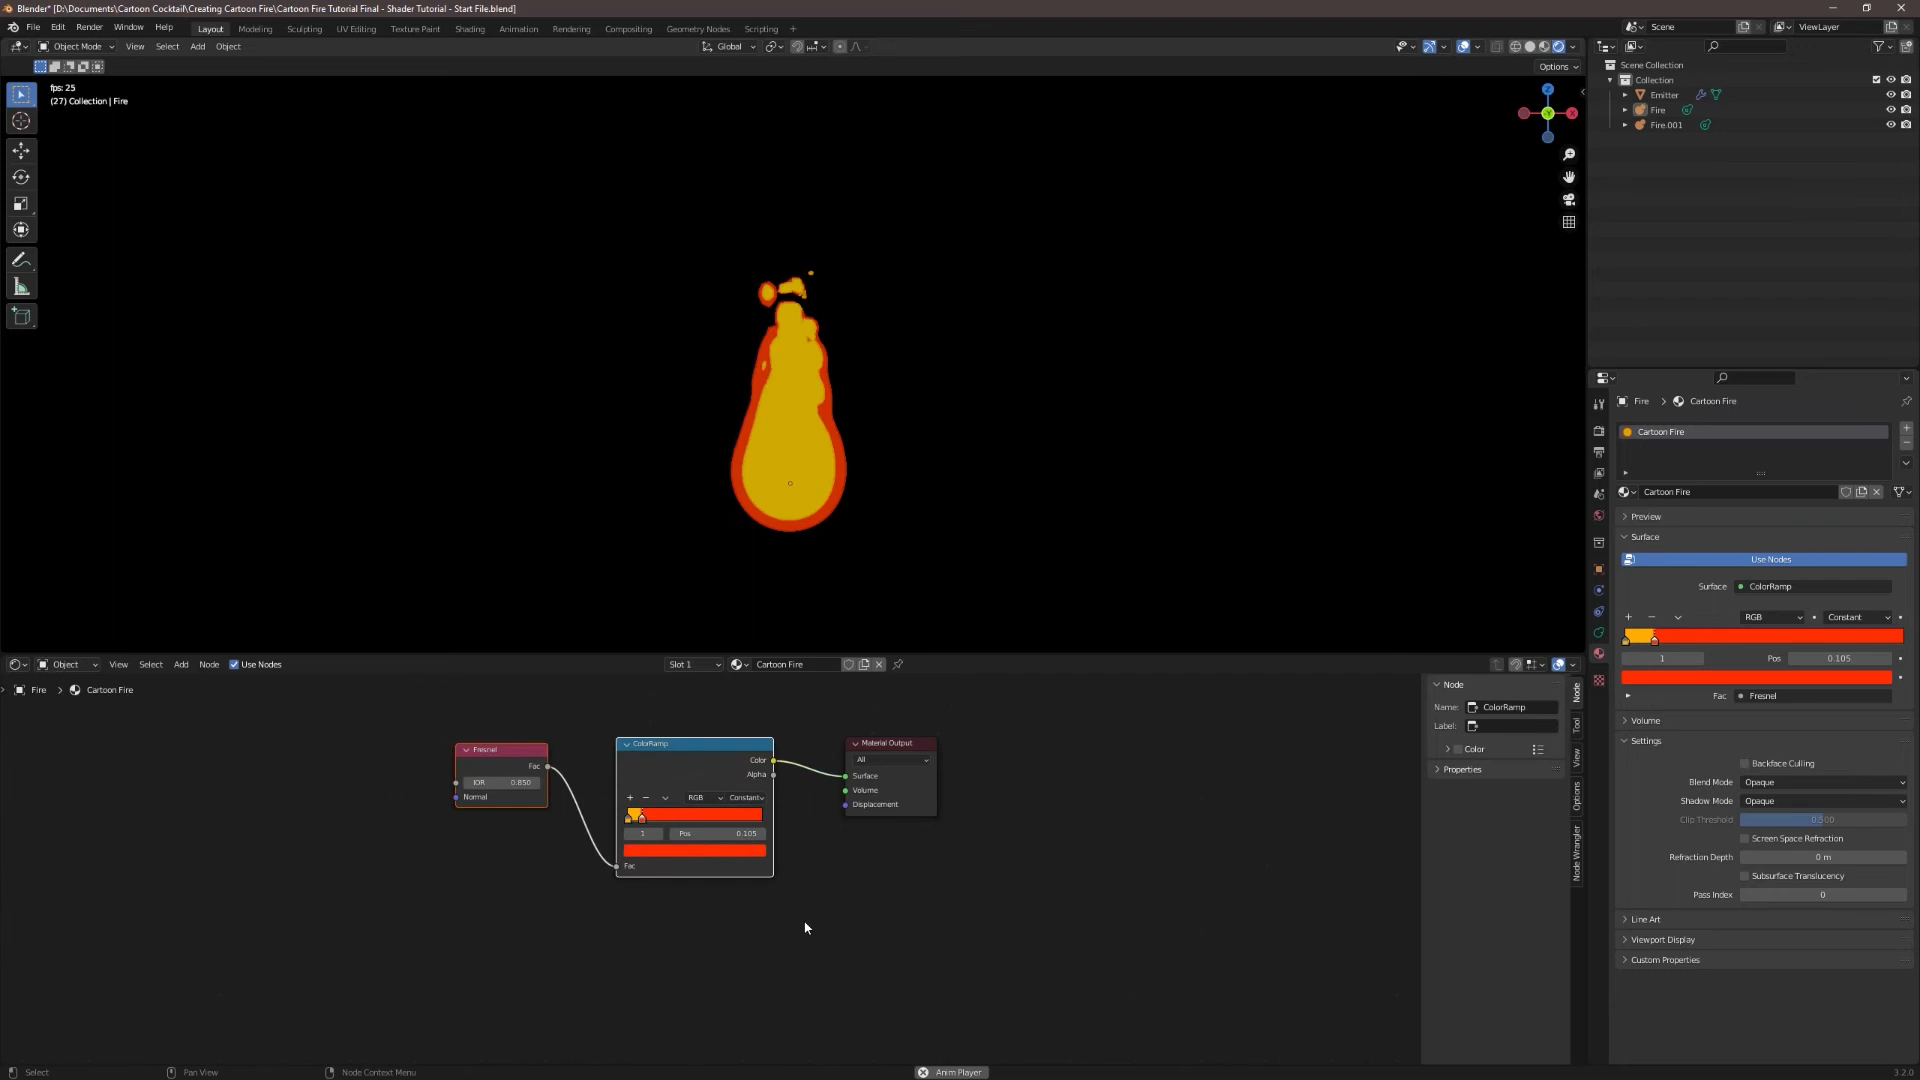 Blender* [D:\Documents\Cartoon Cocktail\Creating Cartoon Fire\Cartoon Fire Tutorial Final - Shader Tutorial - Start File.blend]
File Edit Render Window Help Layout Modeling Sculpting UV Editing Texture Paint Shading Animation Rendering Compositing Geometry Nodes Scripting + Scene ViewLayer
Object Mode View Select Add Object Global
Options
fps: 25
(27) Collection | Fire
Z
Y
X
Scene Collection
Collection
Emitter
Fire
Fire.001
Fire > Cartoon Fire
Cartoon Fire
Cartoon Fire
Preview
Surface
Use Nodes
Surface ColorRamp
RGB Constant
1 Pos 0.105
Fac Fresnel
Volume
Settings
Backface Culling
Blend Mode Opaque
Shadow Mode Opaque
Clip Threshold 0.500
Screen Space Refraction
Refraction Depth 0 m
Subsurface Translucency
Pass Index 0
Line Art
Viewport Display
Custom Properties
Object View Select Add Node Use Nodes Slot 1 Cartoon Fire
Fire > Cartoon Fire
Fresnel
Fac
IOR 0.850
Normal
ColorRamp
Color
Alpha
RGB Constant
1 Pos 0.105
Fac
Material Output
All
Surface
Volume
Displacement
Node
Name: ColorRamp
Label:
Color
Properties
Node
Tool
View
Options
Node Wrangler
Select Pan View Node Context Menu Anim Player 3.2.0